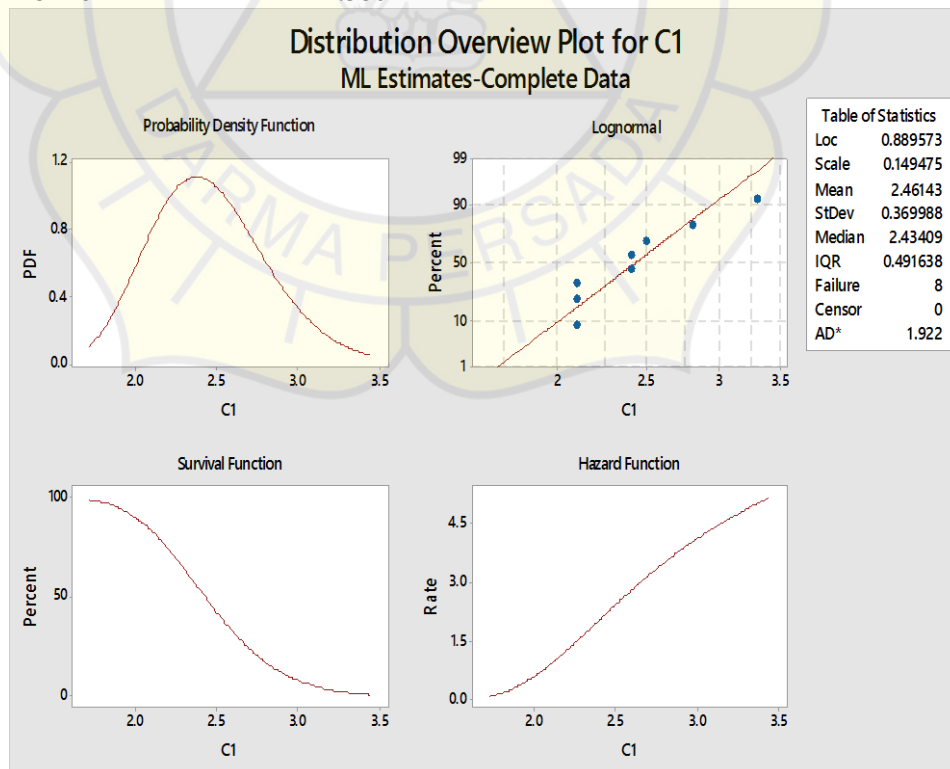 Distribution Overview Plot for C1
ML Estimates-Complete Data
Probability Density Function
1.2
0.8
0.4
0.0
PDF
2.0 2.5 3.0 3.5
C1
Lognormal
99
90
50
10
1
Percent
2 2.5 3 3.5
C1
Table of Statistics
Loc 0.889573
Scale 0.149475
Mean 2.46143
StDev 0.369988
Median 2.43409
IQR 0.491638
Failure 8
Censor 0
AD* 1.922
Survival Function
100
50
0
Percent
2.0 2.5 3.0 3.5
C1
Hazard Function
4.5
3.0
1.5
0.0
Rate
2.0 2.5 3.0 3.5
C1
DARMA PERSADA